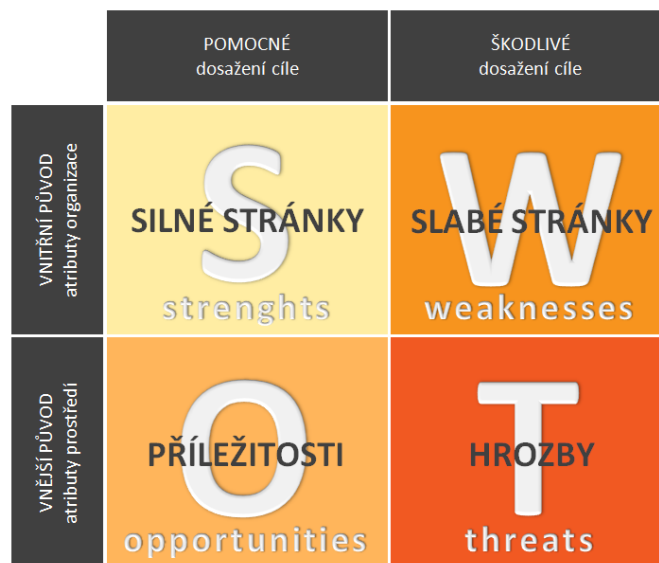 POMOCNÉ
dosažení cíle
ŠKODLIVÉ
dosažení cíle
VNITŘNÍ PŮVOD
atributy organizace
S
SILNÉ STRÁNKY
strenghts
W
SLABÉ STRÁNKY
weaknesses
VNĚJŠÍ PŮVOD
atributy prostředí
O
PŘÍLEŽITOSTI
opportunities
T
HROZBY
threats